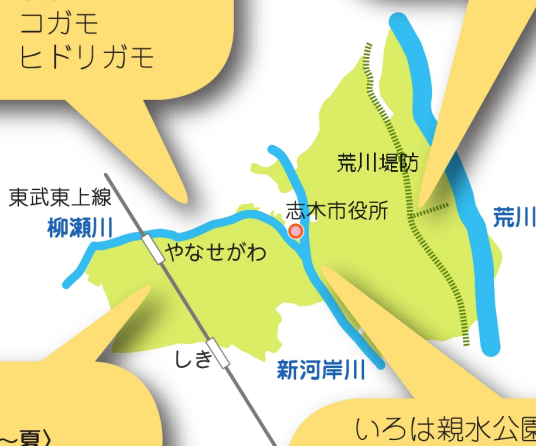 コガモ
ヒドリガモ
荒川堤防
東武東上線
志木市役所
柳瀬川
荒川
やなせがわ
しき
新河岸川
～夏〉
いろは親水公園